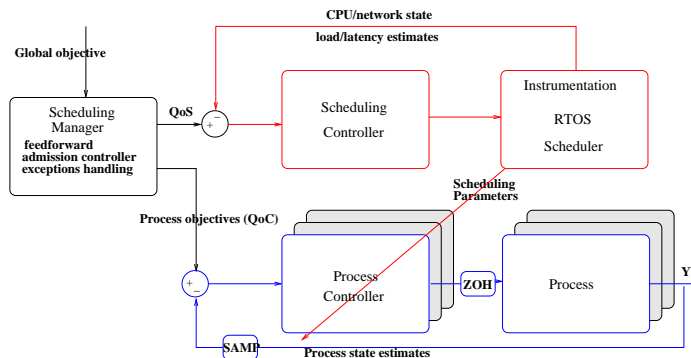 CPU/network state
load/latency estimates
Global objective
Scheduling
Manager
feedforward
admission controller
exceptions handling
QoS
+
−
Scheduling
Controller
Instrumentation
RTOS
Scheduler
Scheduling
Parameters
Process objectives (QoC)
+
−
Process
Controller
ZOH
Process
Y
SAMP
Process state estimates